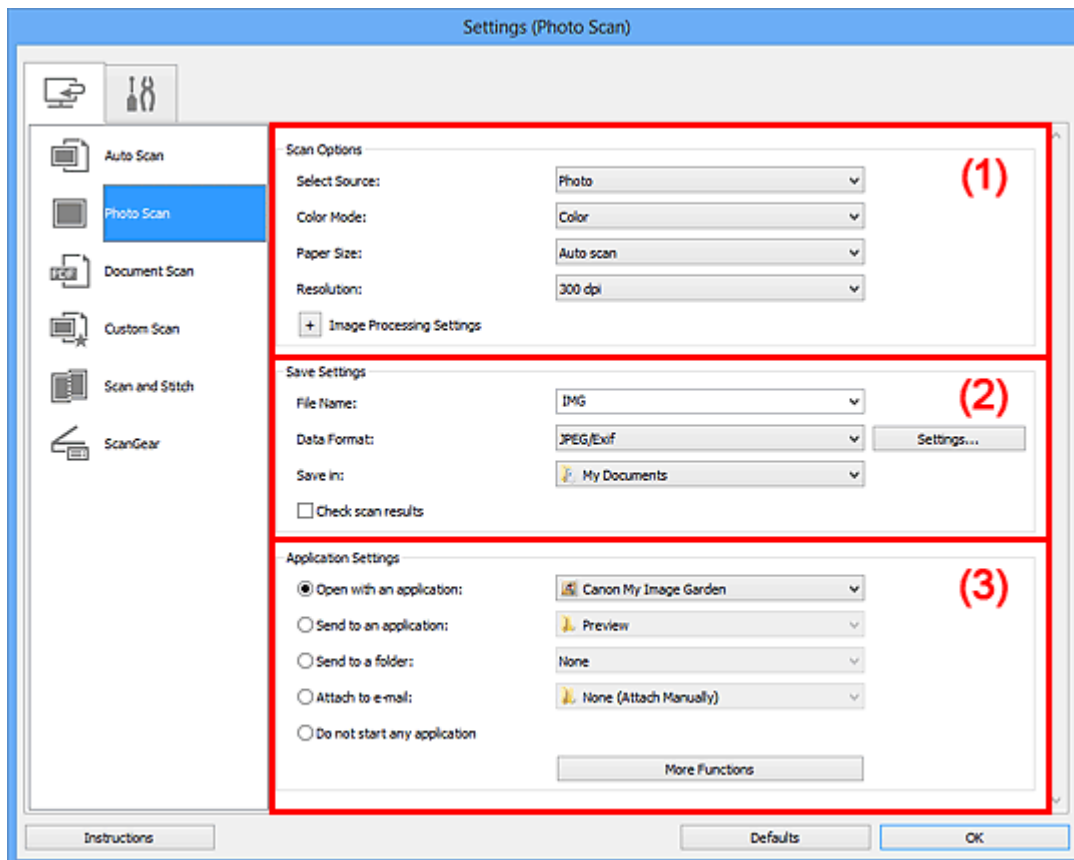 Settings (Photo Scan)
Auto Scan
Photo Scan
Document Scan
Custom Scan
Scan and Stitch
ScanGear
Scan Options
(1)
Select Source: Photo
Color Mode: Color
Paper Size: Auto scan
Resolution: 300 dpi
+ Image Processing Settings
Save Settings
(2)
File Name: IMG
Data Format: JPEG/Exif Settings...
Save in: My Documents
Check scan results
Application Settings
(3)
Open with an application: Canon My Image Garden
Send to an application: Preview
Send to a folder: None
Attach to e-mail: None (Attach Manually)
Do not start any application
More Functions
Instructions Defaults OK